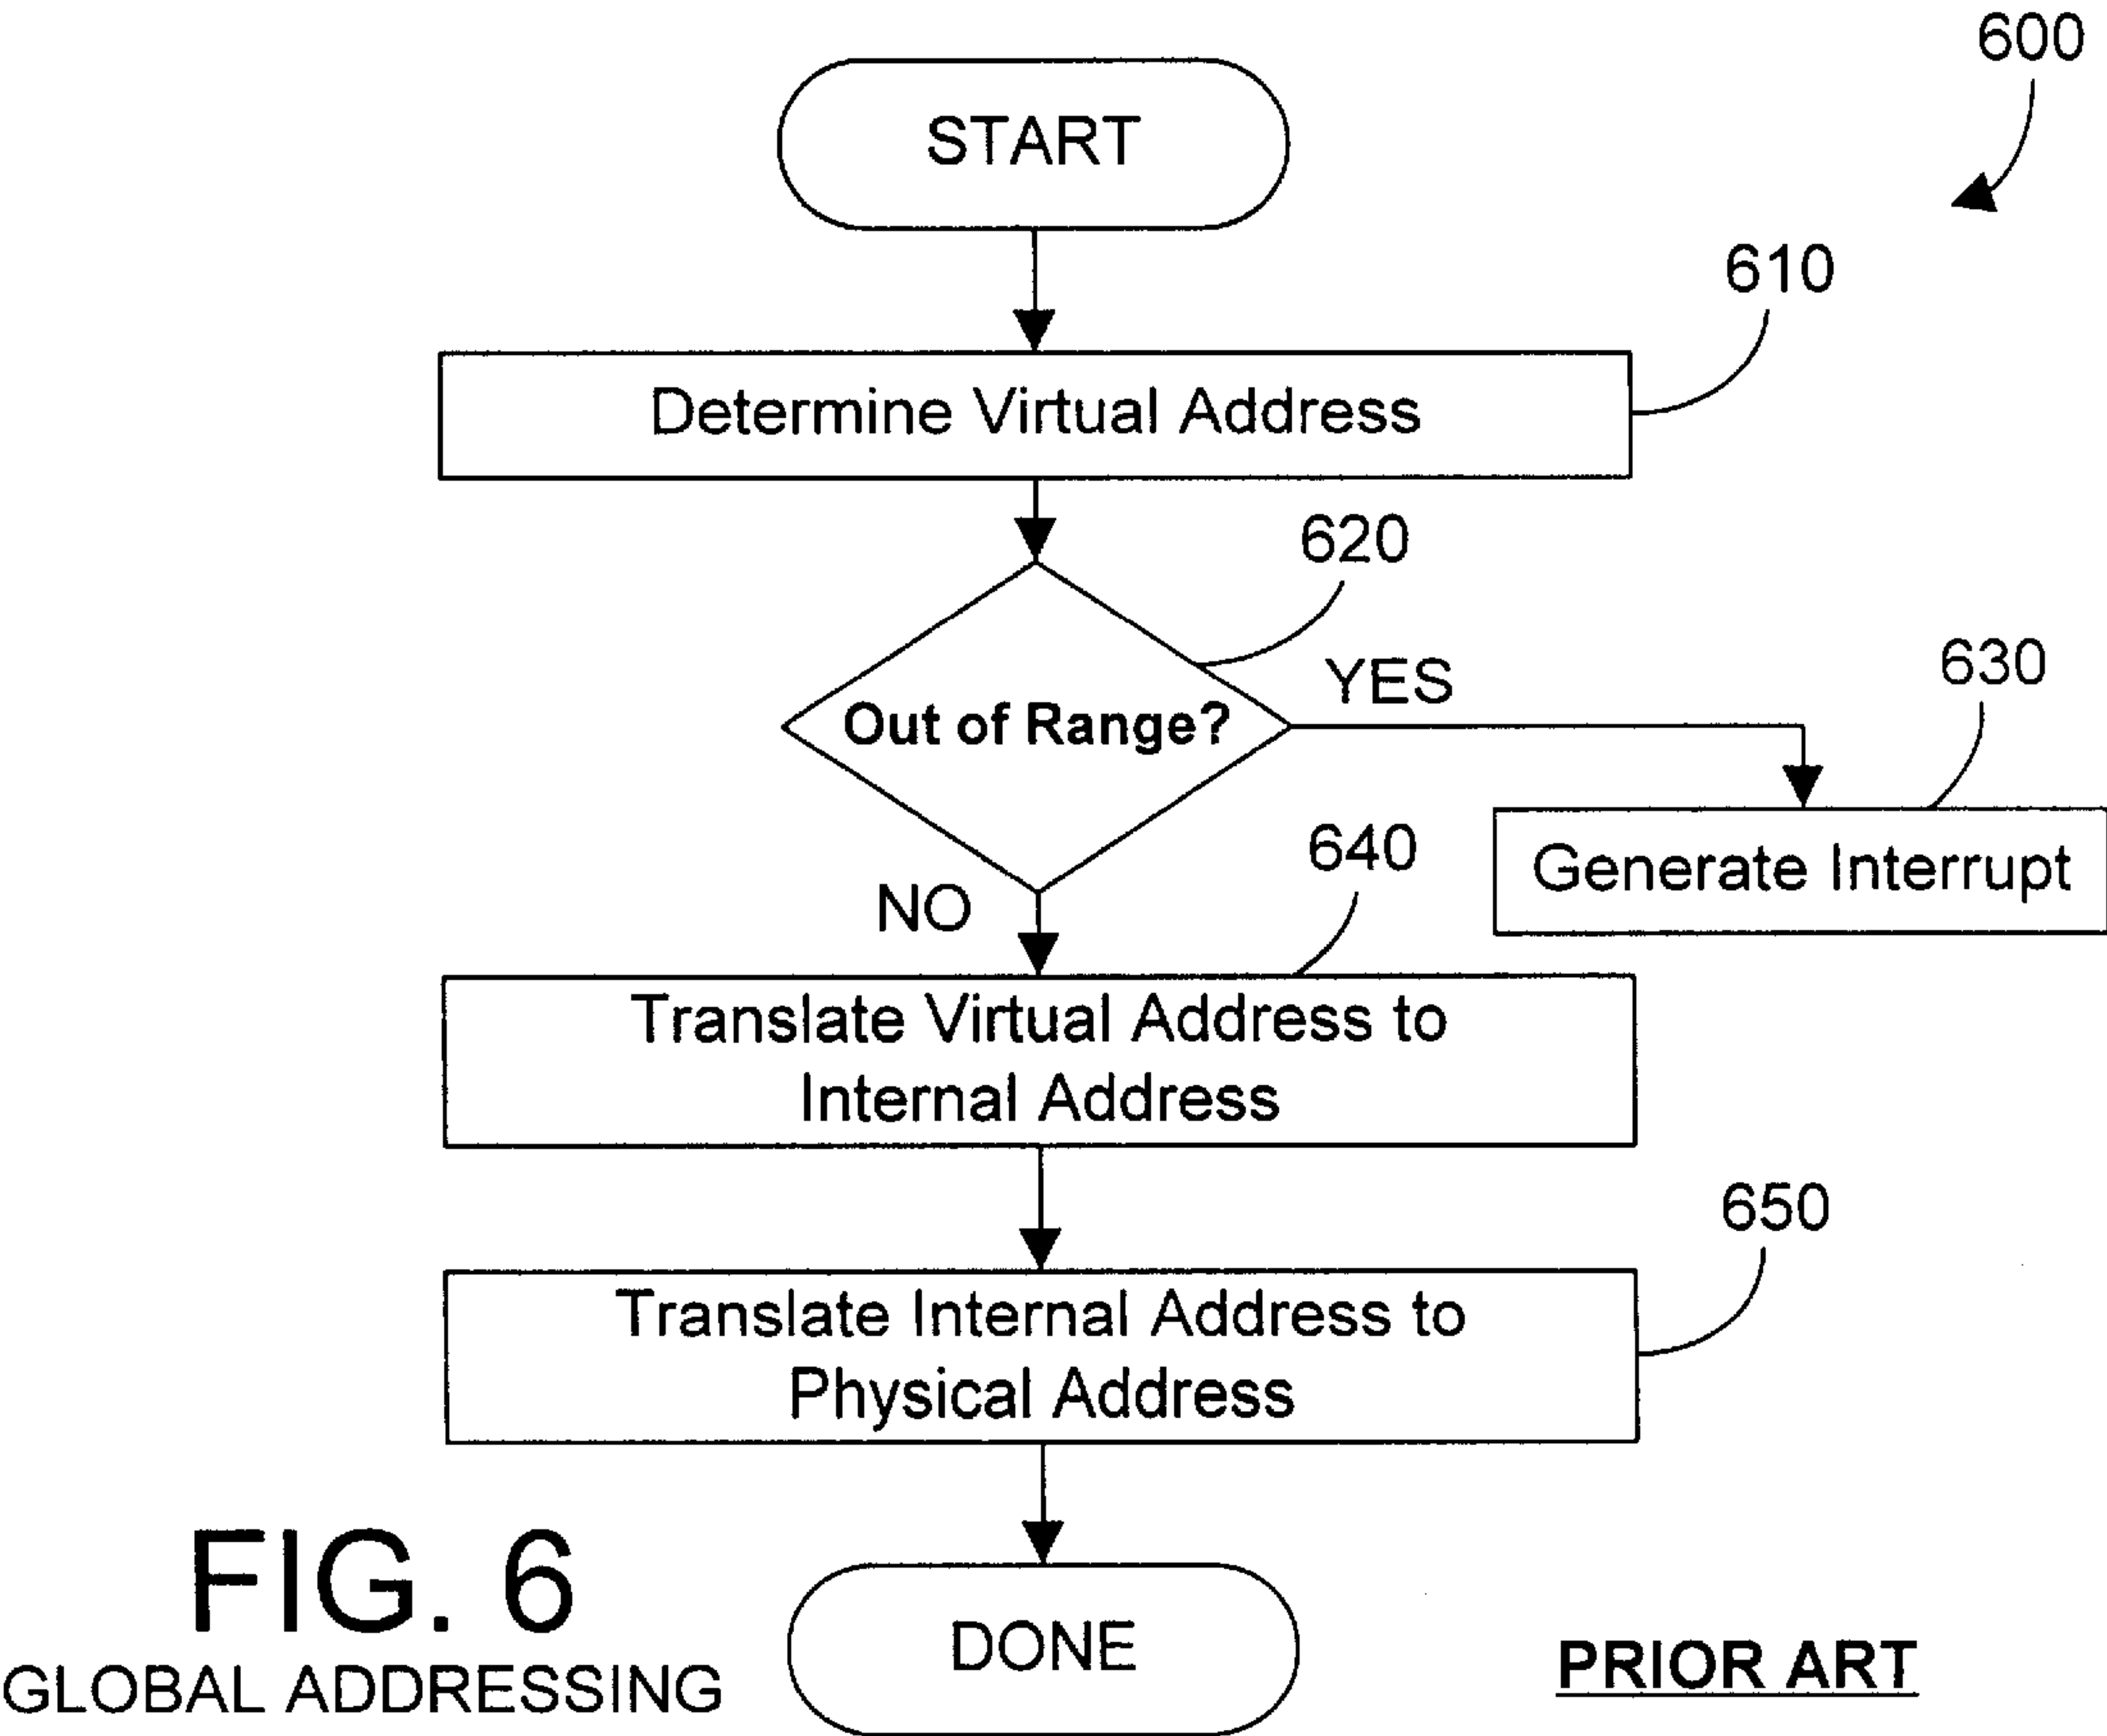 600
START
610
Determine Virtual Address
620
Out of Range?
YES
630
Generate Interrupt
NO
640
Translate Virtual Address to
Internal Address
650
Translate Internal Address to
Physical Address
DONE
FIG. 6
GLOBAL ADDRESSING
PRIOR ART